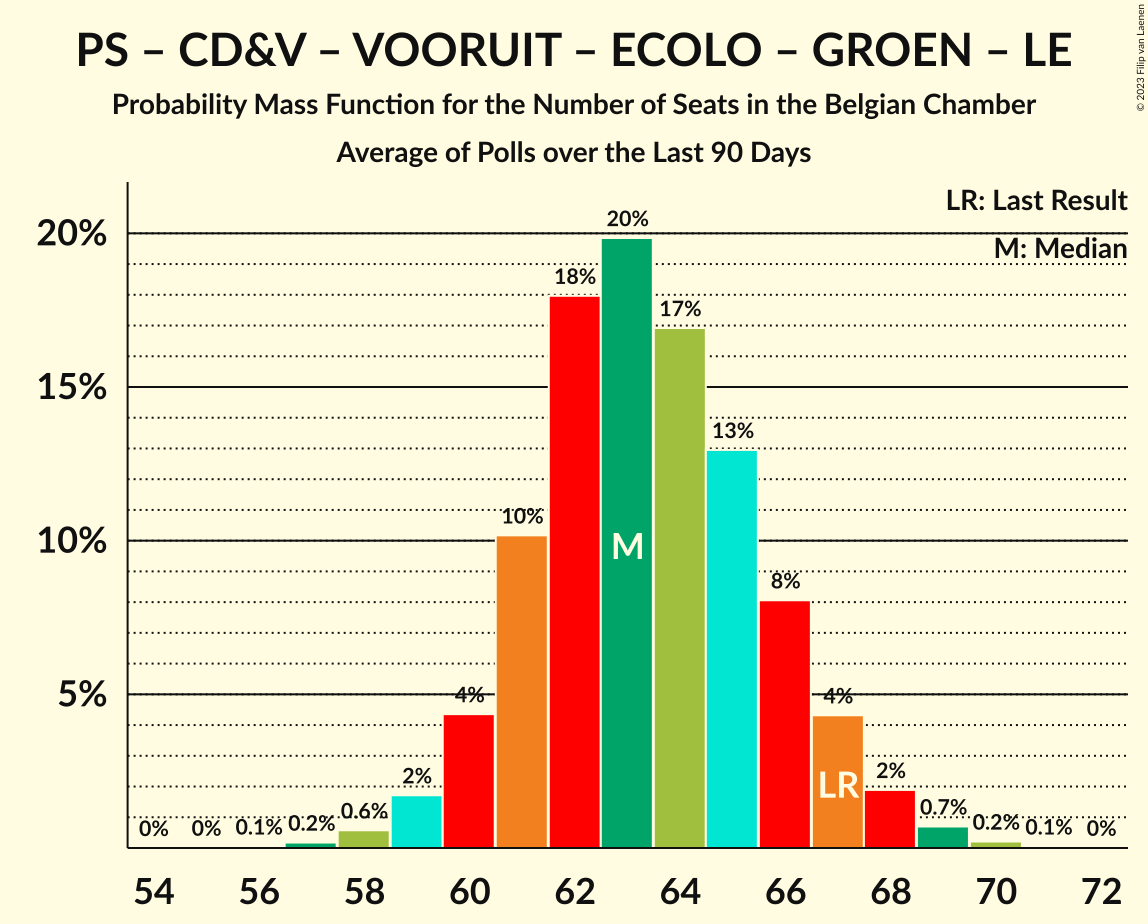 PS – CD&V – VOORUIT – ECOLO – GROEN – LE
Probability Mass Function for the Number of Seats in the Belgian Chamber
Average of Polls over the Last 90 Days
© 2023 Filip van Laenen
LR: Last Result
M: Median
20%
15%
10%
5%
0%
0%
0.1%
0.2%
0.6%
2%
4%
10%
18%
20%
17%
13%
8%
4%
2%
0.7%
0.2%
0.1%
0%
M
LR
54 56 58 60 62 64 66 68 70 72